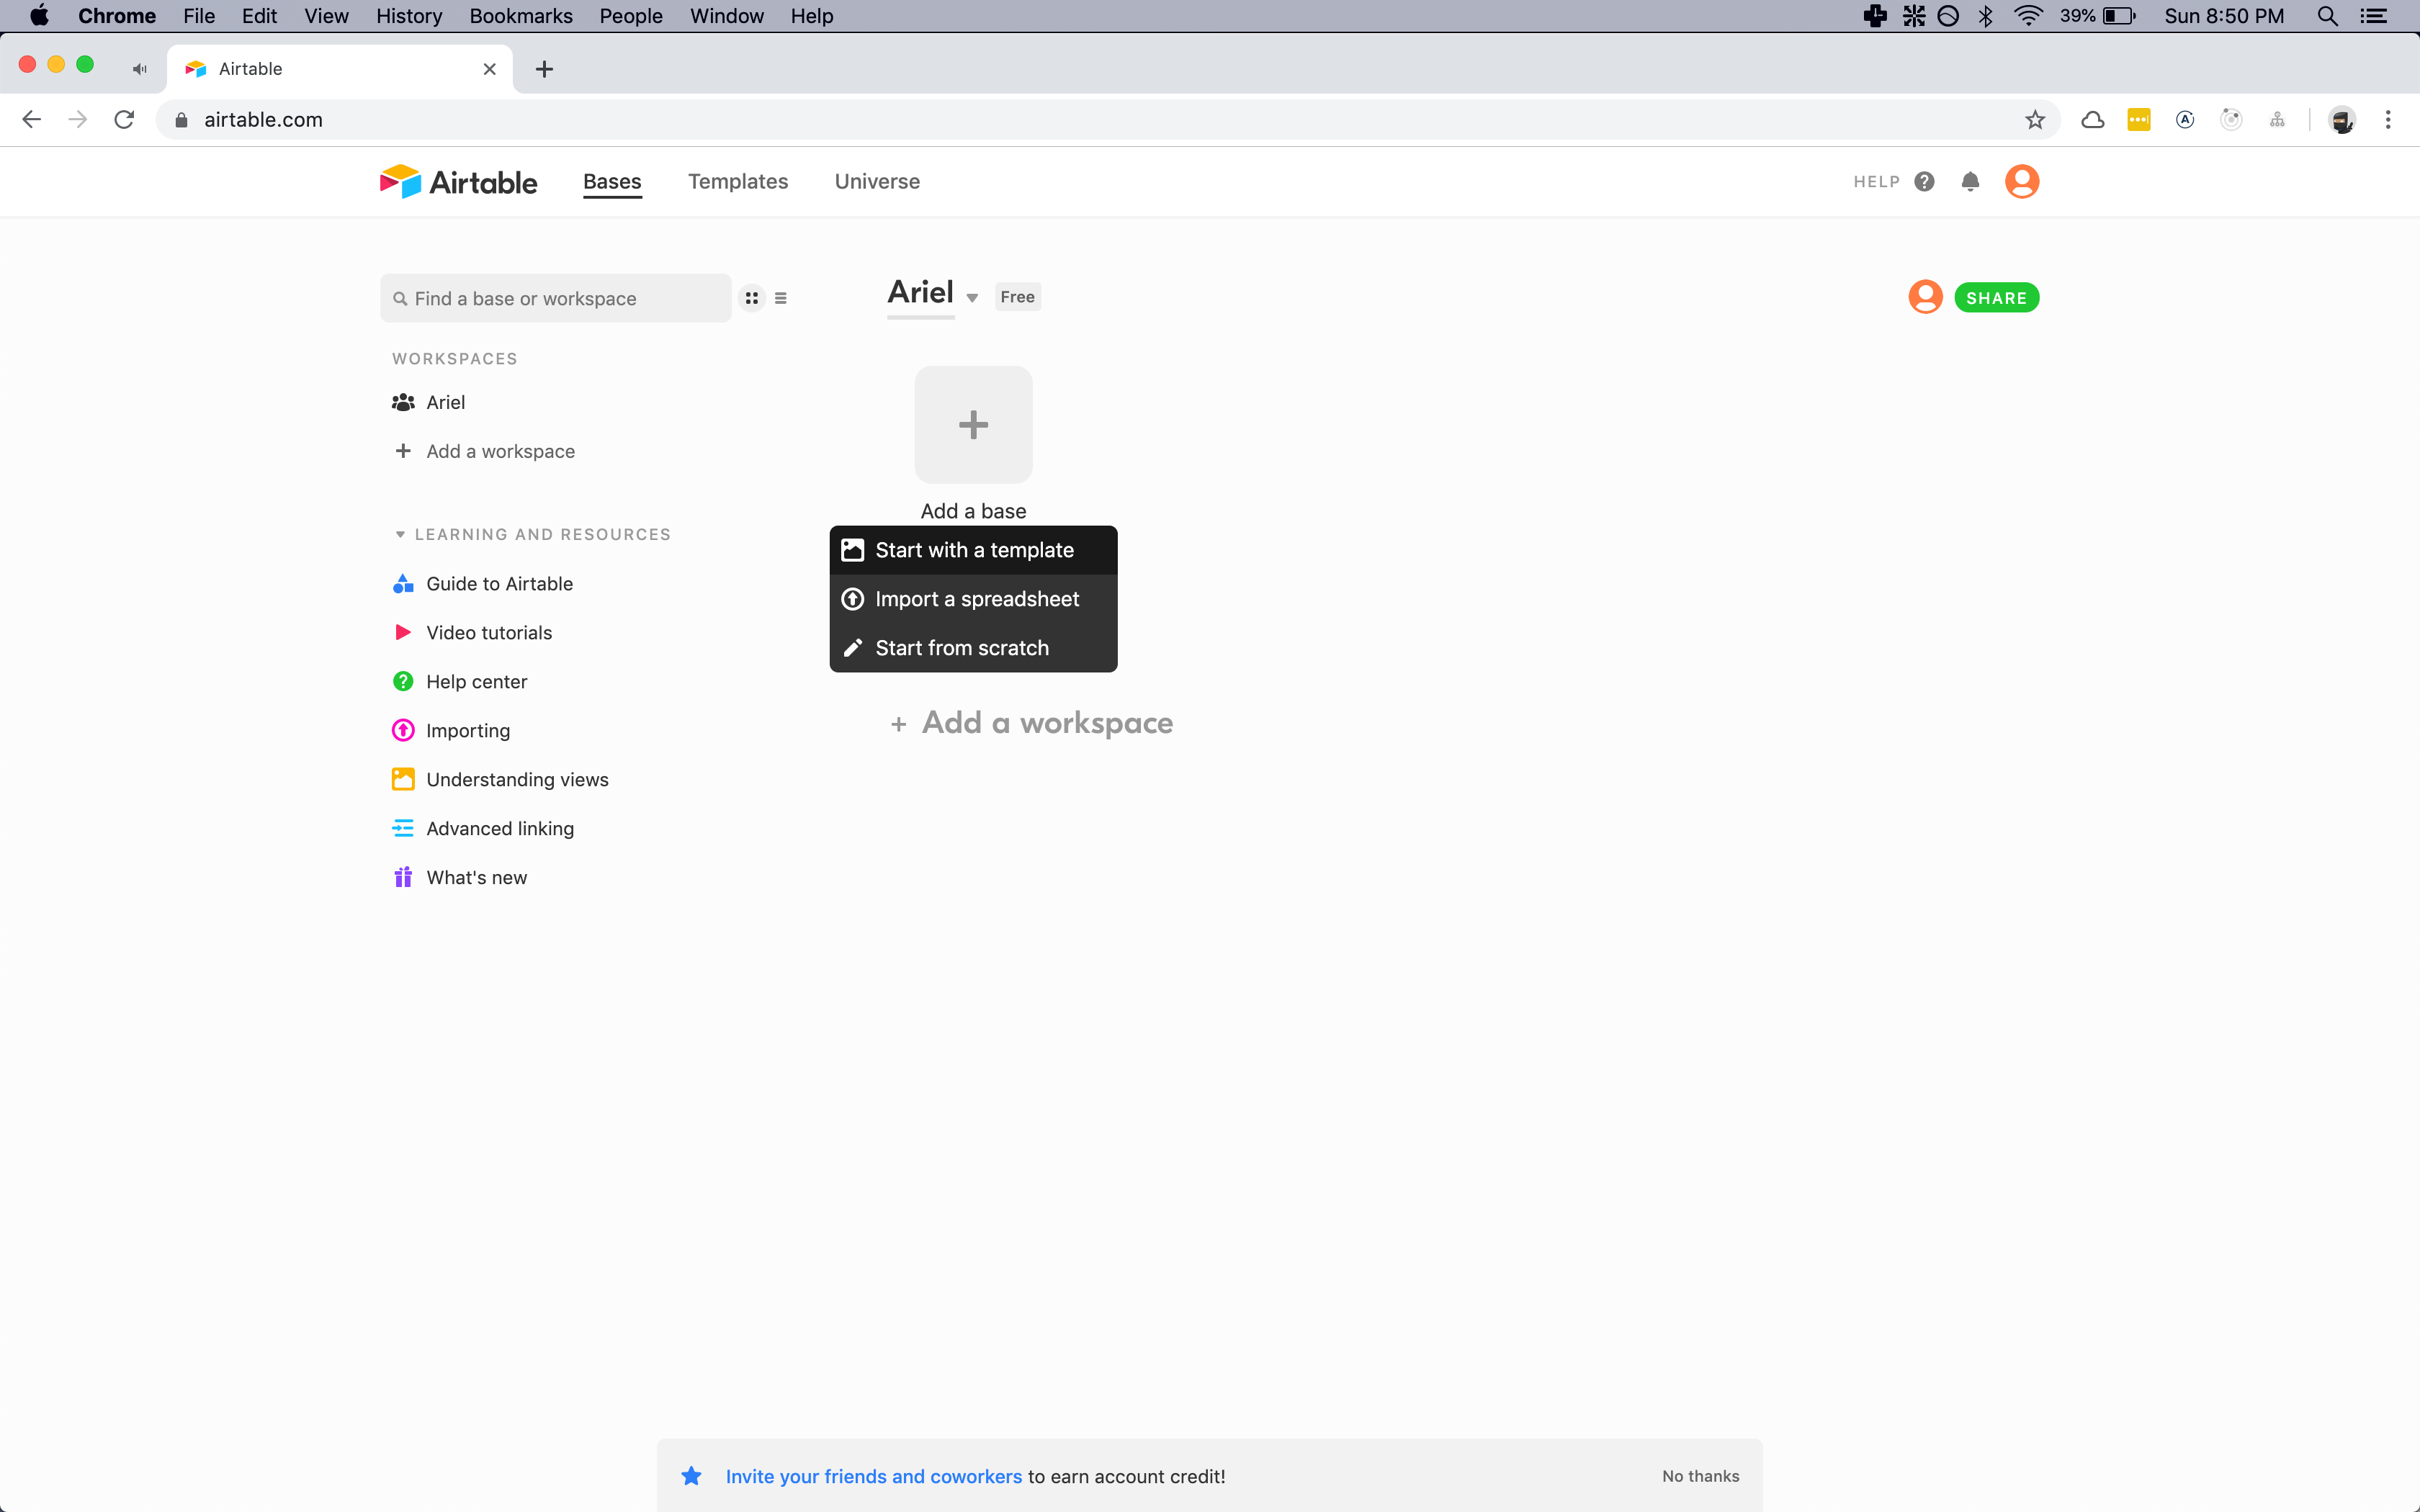 Chrome File Edit View History Bookmarks People Window Help 39% Sun 8:50 PM
Airtable
airtable.com
Airtable Bases Templates Universe HELP
Find a base or workspace
Ariel Free SHARE
WORKSPACES
Ariel
Add a workspace
LEARNING AND RESOURCES
Guide to Airtable
Video tutorials
Help center
Importing
Understanding views
Advanced linking
What's new
Add a base
Start with a template
Import a spreadsheet
Start from scratch
+ Add a workspace
Invite your friends and coworkers to earn account credit! No thanks